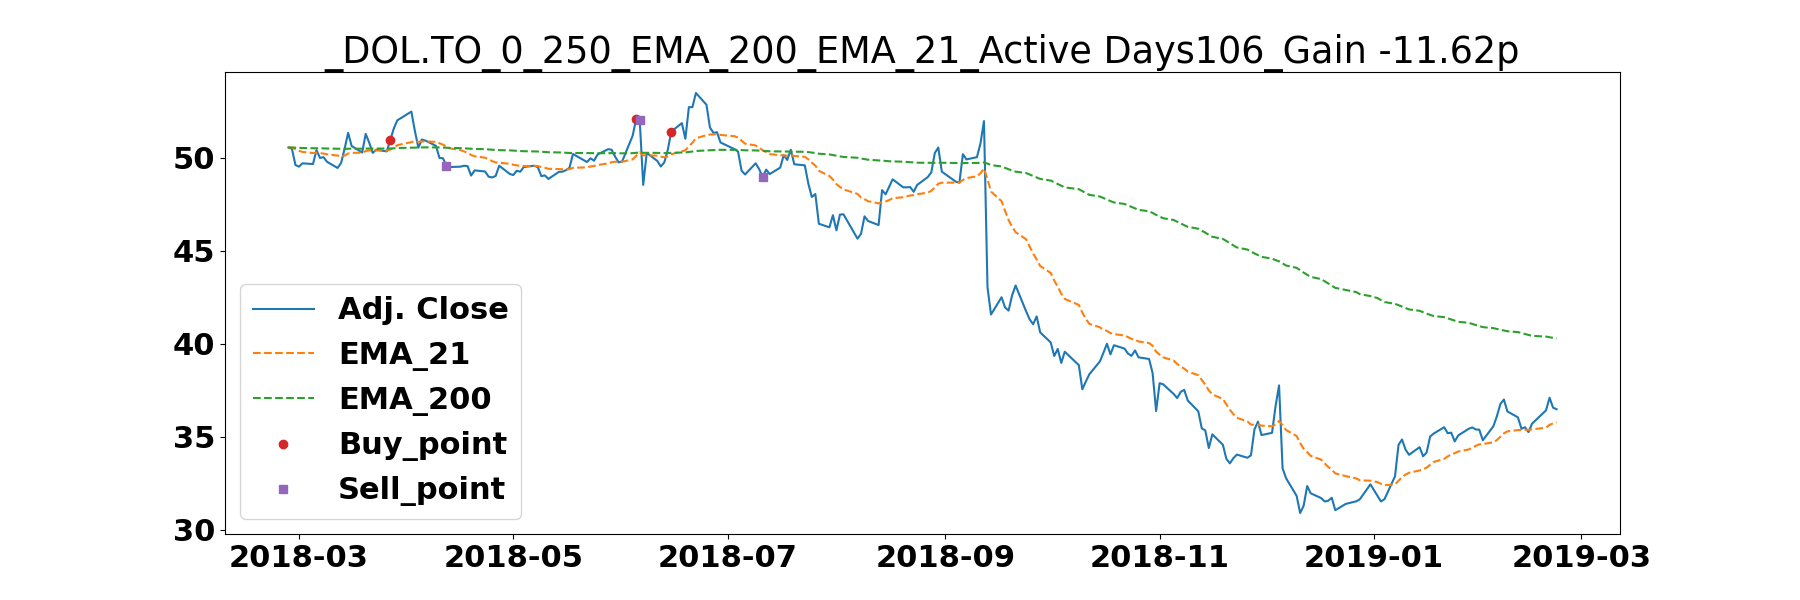 _DOL.TO_0_250_EMA_200_EMA_21_Active Days106_Gain -11.62p
50
45
40
35
30
Adj. Close
EMA_21
EMA_200
Buy_point
Sell_point
2018-03 2018-05 2018-07 2018-09 2018-11 2019-01 2019-03